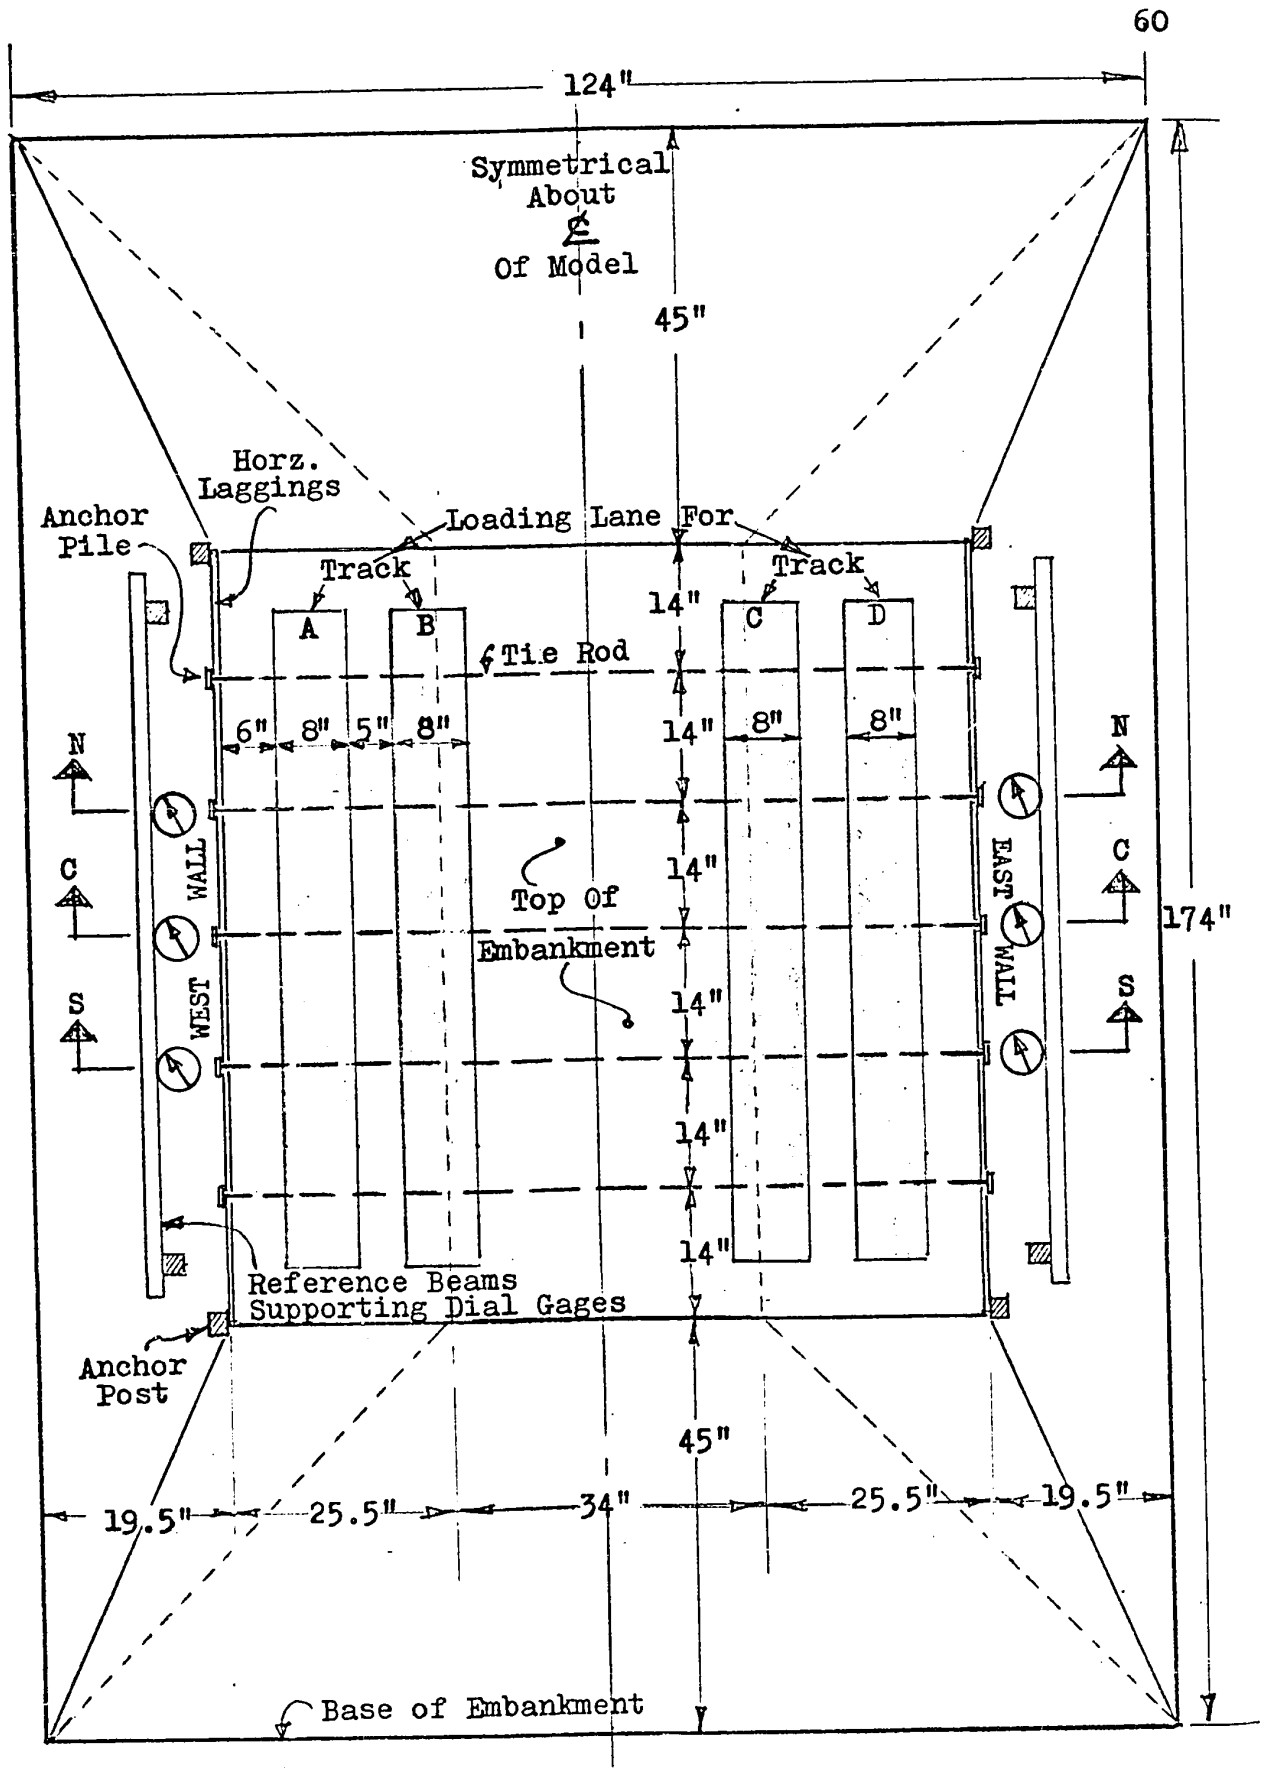 60
124"
Symmetrical
About
℄
Of Model
45"
Horz.
Laggings
Anchor
Pile
Loading Lane For
Track
Track
14"
A
B
C
D
Tie Rod
6"
8"
5"
8"
14"
8"
8"
N
N
WALL
EAST
C
14"
C
Top Of
174"
Embankment
WEST
WALL
S
14"
S
14"
14"
Reference Beams
Supporting Dial Gages
Anchor
Post
45"
19.5"
25.5"
34"
25.5"
19.5"
Base of Embankment